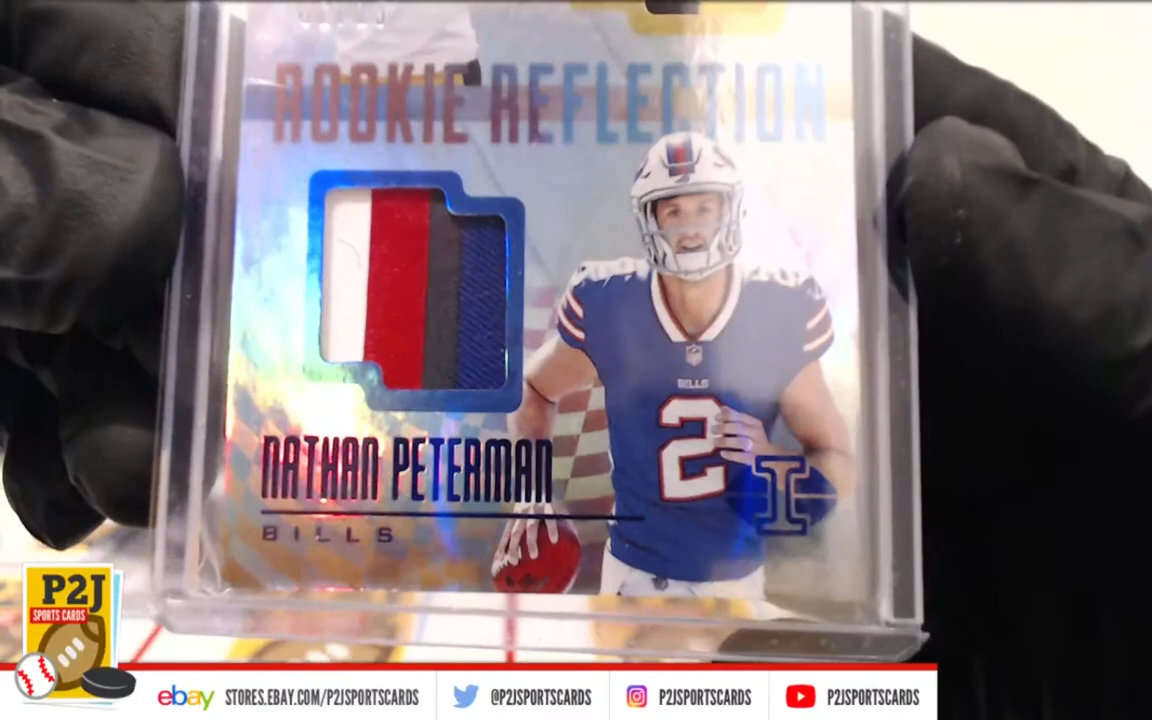 ROOKIE REFLECTION
BILLS
2
NATHAN PETERMAN
I
BILLS
P2J
SPORTS CARDS
ebay STORES.EBAY.COM/P2JSPORTSCARDS @P2JSPORTSCARDS P2JSPORTSCARDS P2JSPORTSCARDS